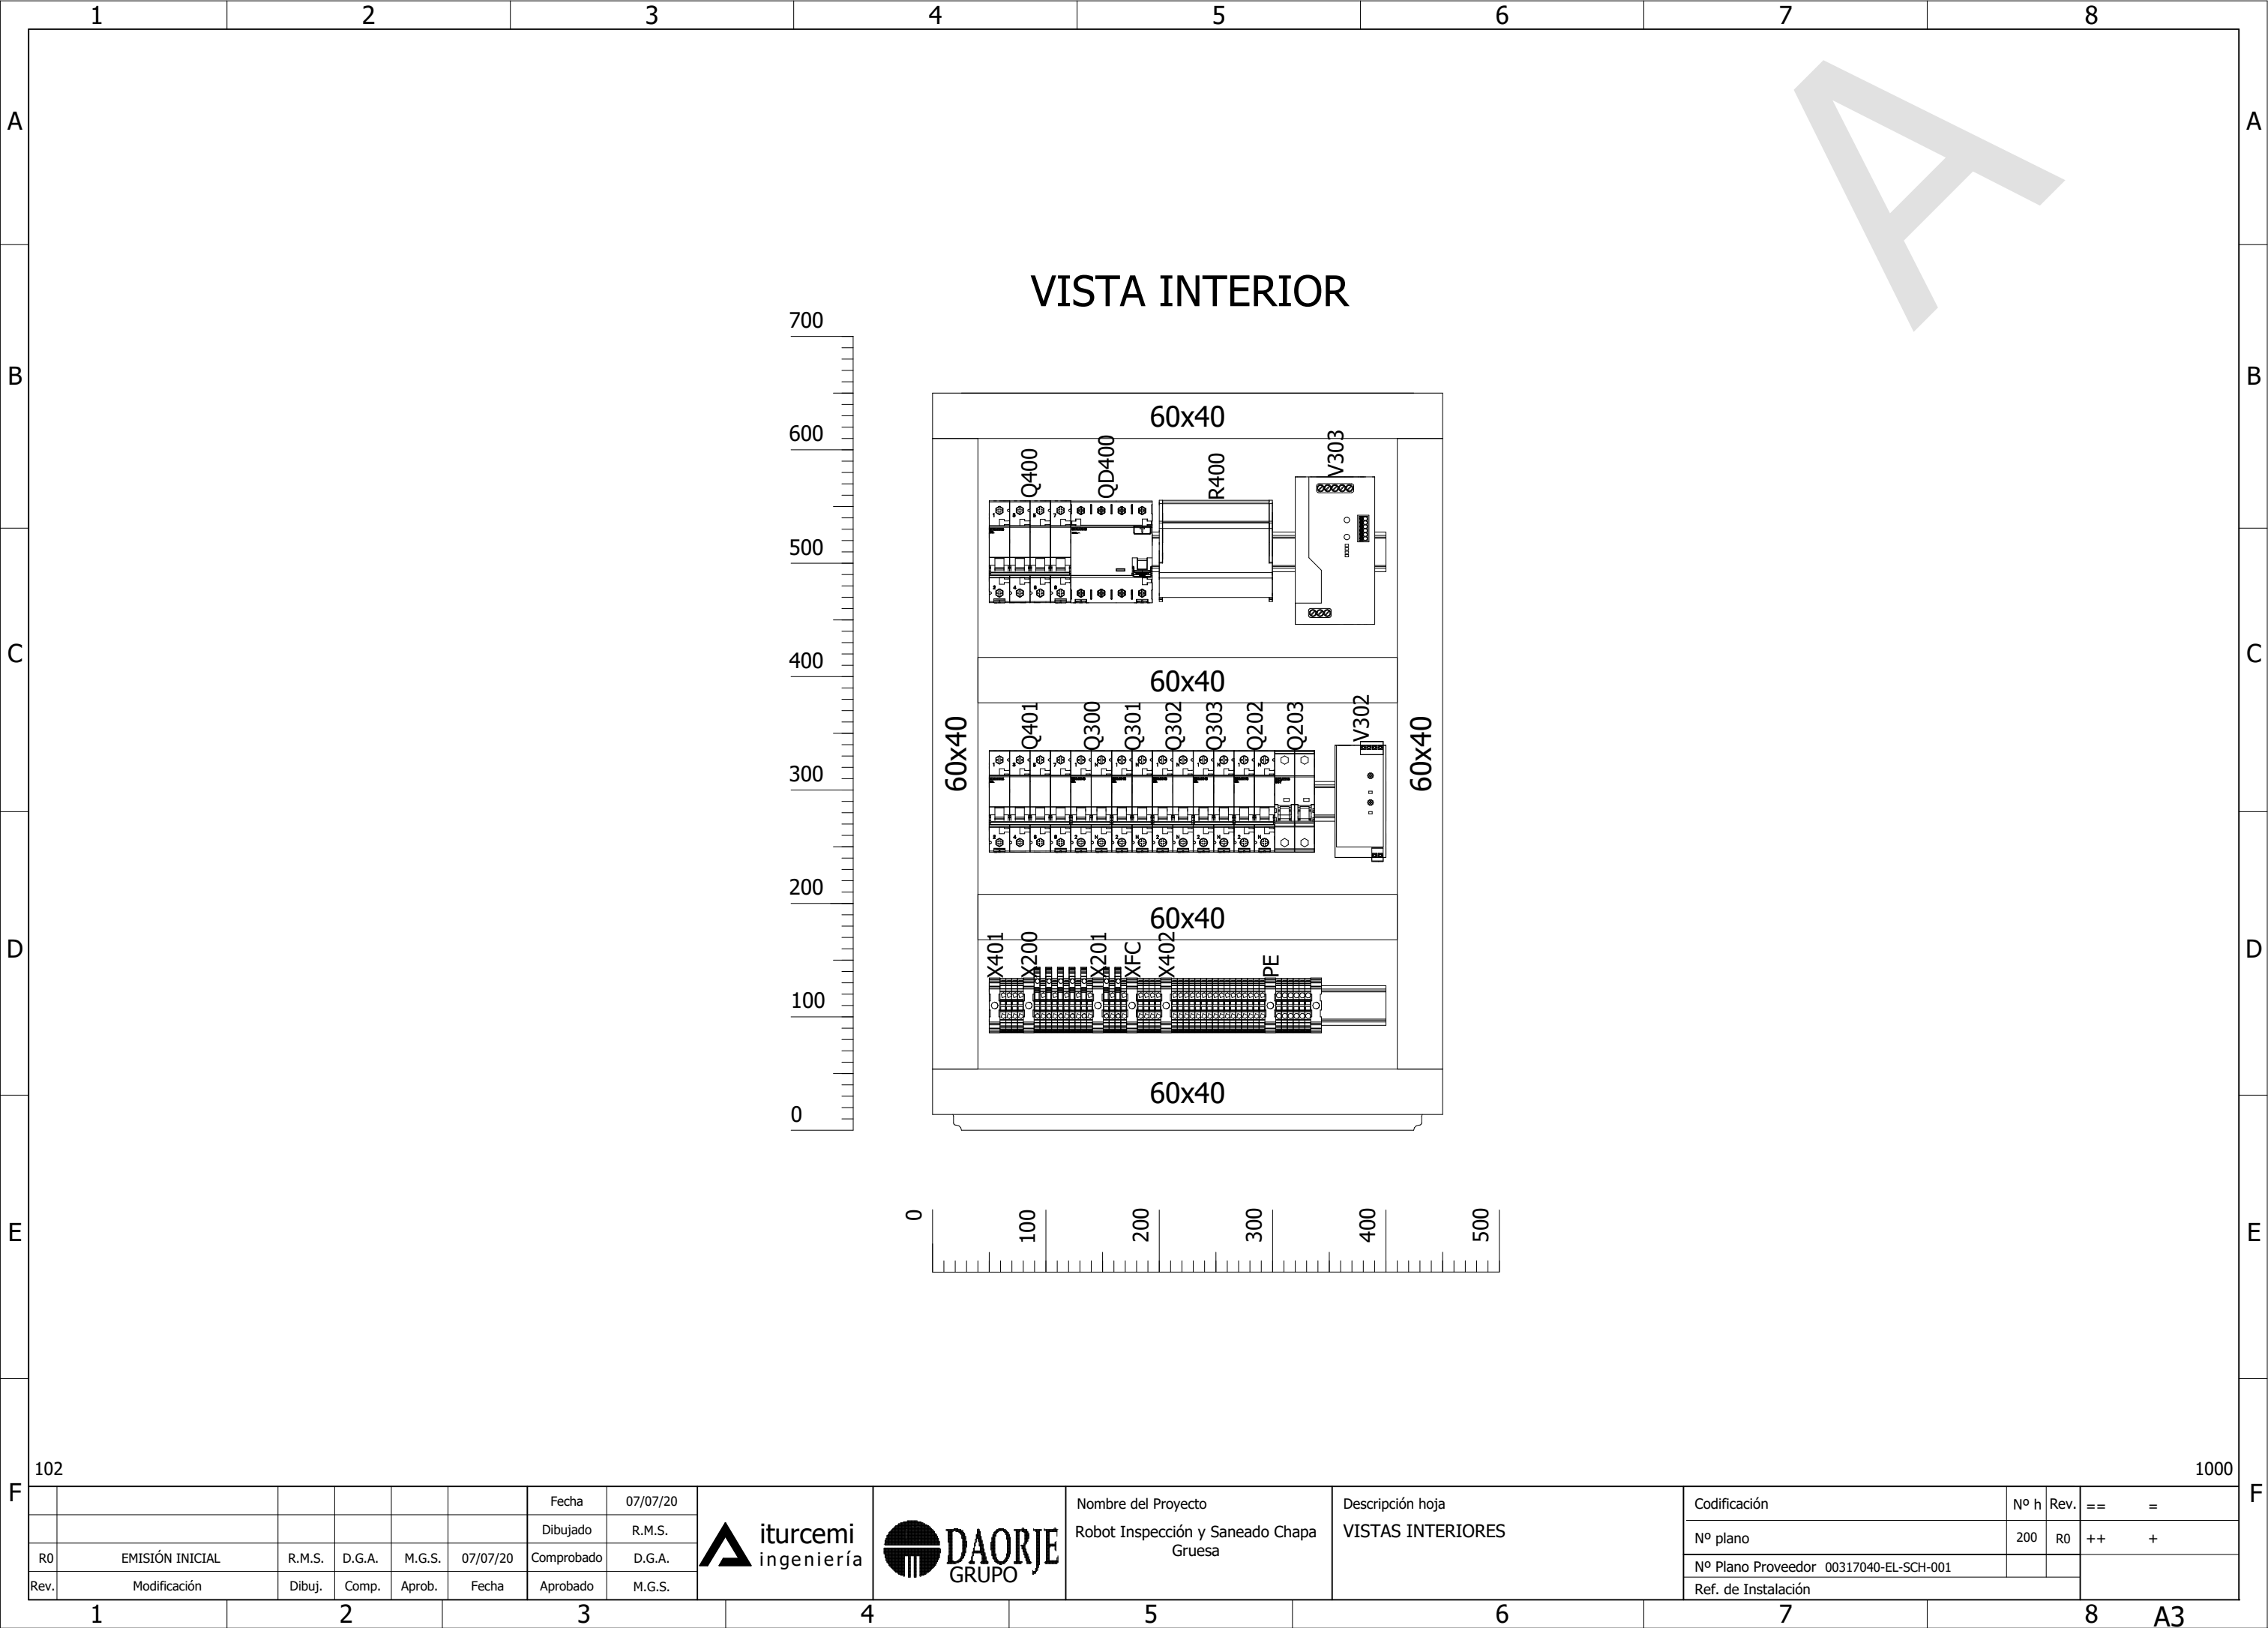 1 2 3 4 5 6 7 8
A A
A
VISTA INTERIOR
700
B B
60x40
600
Q400 QD400 R400 V303
500
C C
400
60x40
Q401 Q300 Q301 Q302 Q303 Q202 Q203 V302
60x40 60x40
300
200
60x40
D D
X401 X200 X201 XFC X402 PE
100
60x40
0
0 100 200 300 400 500
E E
102 1000
F F
Fecha 07/07/20
Dibujado R.M.S.
R0 EMISIÓN INICIAL R.M.S. D.G.A. M.G.S. 07/07/20 Comprobado D.G.A.
Rev. Modificación Dibuj. Comp. Aprob. Fecha Aprobado M.G.S.
iturcemi
ingeniería
DAORJE
GRUPO
Nombre del Proyecto
Robot Inspección y Saneado Chapa
Gruesa
Descripción hoja
VISTAS INTERIORES
Codificación Nº h Rev. == =
Nº plano 200 R0 ++ +
Nº Plano Proveedor 00317040-EL-SCH-001
Ref. de Instalación
1 2 3 4 5 6 7 8 A3